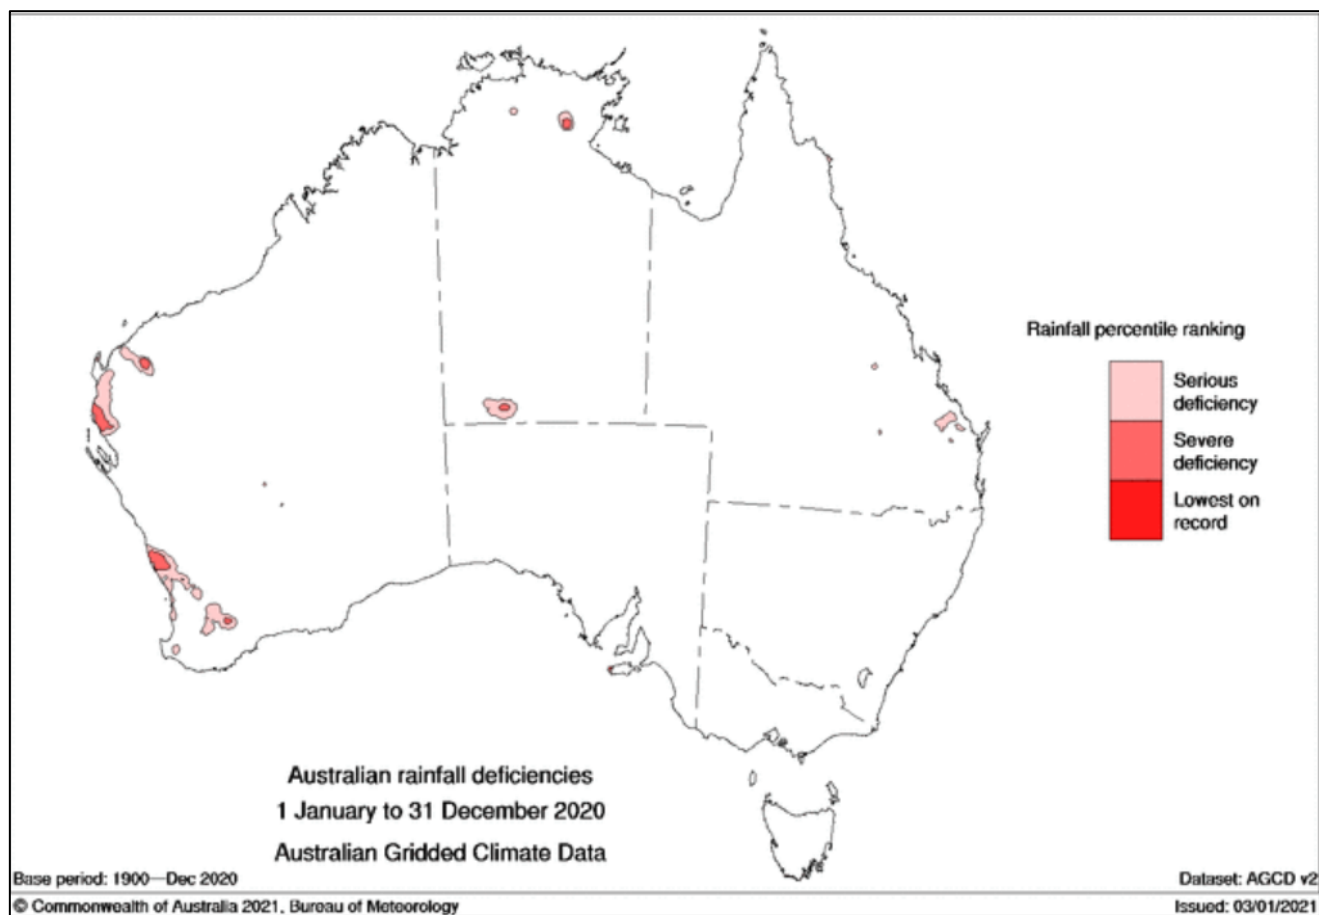 Rainfall percentile ranking
Serious
deficiency
Severe
deficiency
Lowest on
record
Australian rainfall deficiencies
1 January to 31 December 2020
Australian Gridded Climate Data
Base period: 1900—Dec 2020
Dataset: AGCD v2
© Commonwealth of Australia 2021, Bureau of Meteorology
Issued: 03/01/2021